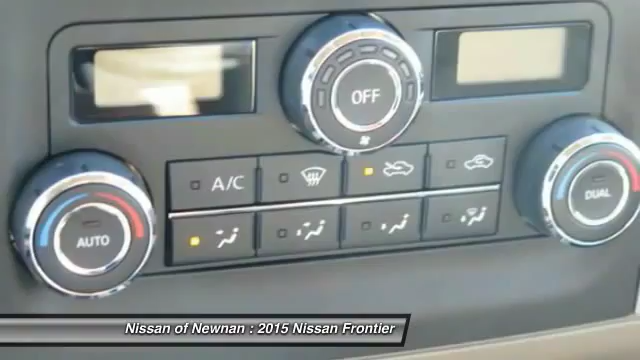 OFF
A/C
AUTO
DUAL
Nissan of Newnan : 2015 Nissan Frontier